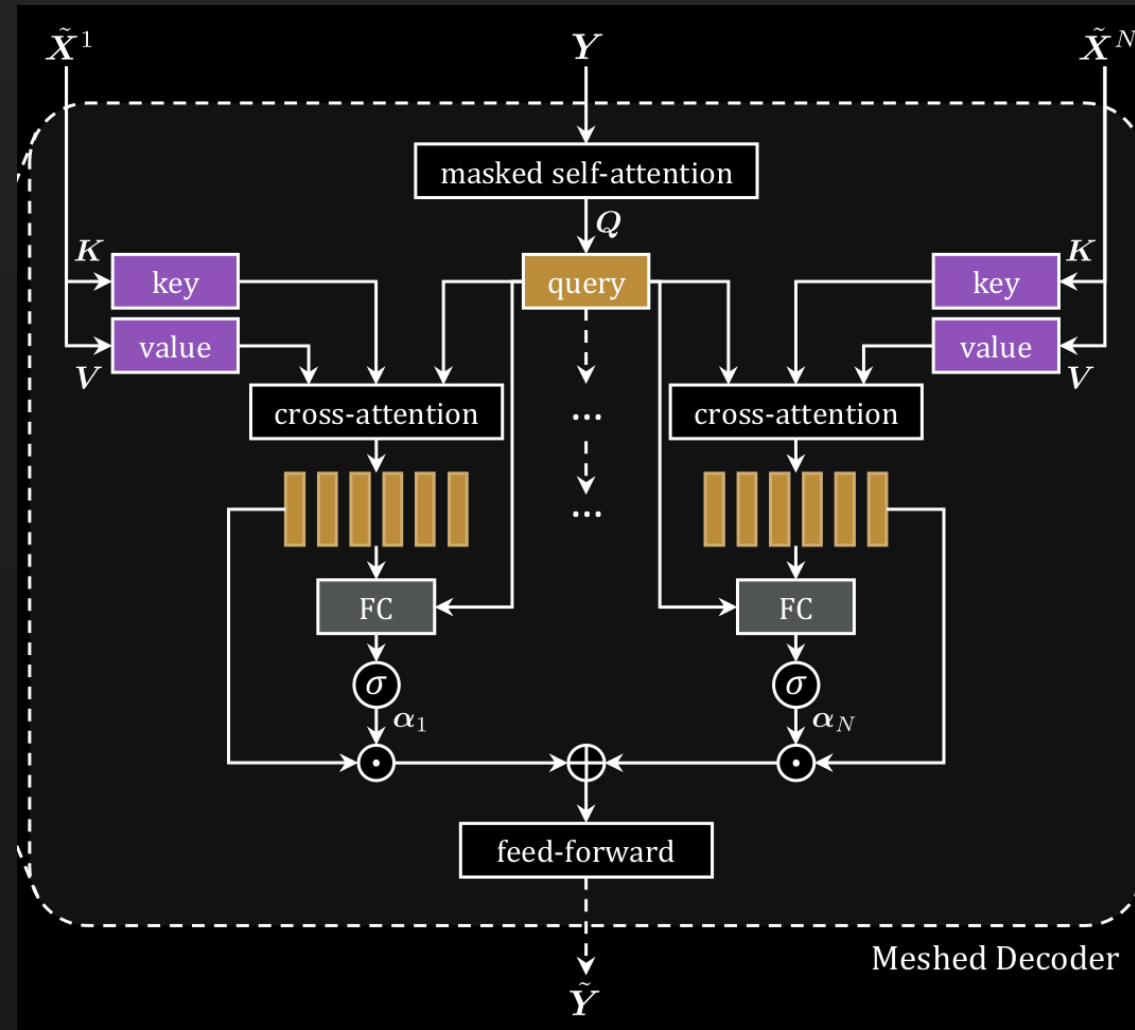 X̃¹ Y X̃ᴺ
masked self-attention
Q
K query K
key key
value value
V V
cross-attention ... cross-attention
...
FC FC
σ σ
α₁ α_N
feed-forward
Meshed Decoder
Ỹ